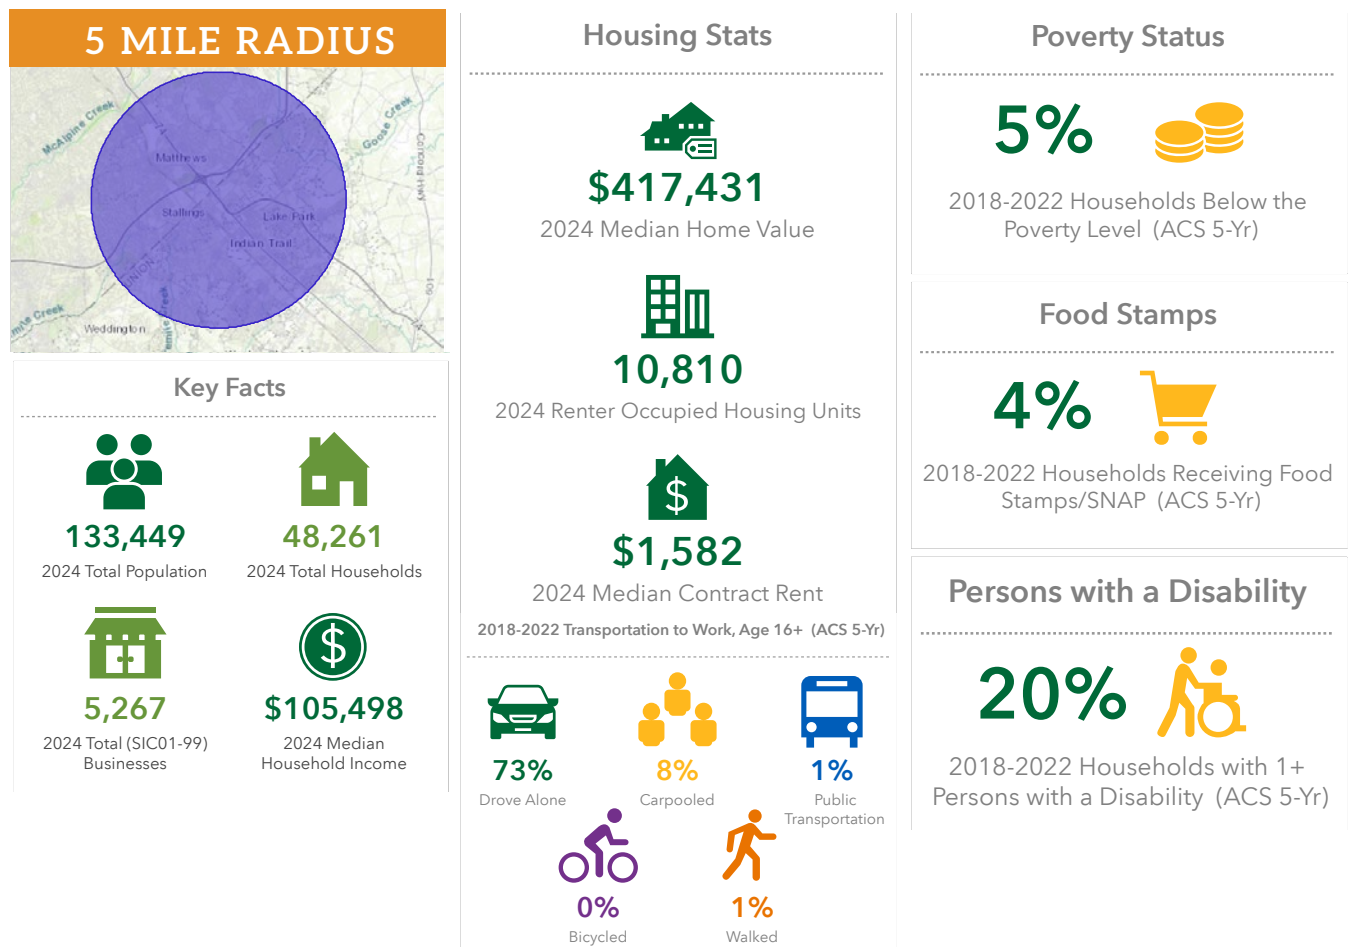 5 MILE RADIUS
McAlpine Creek
Goose Creek
Concord Hwy
Matthews
Stallings
Lake Park
Indian Trail
UNION
601
Weddington
Key Facts
133,449
2024 Total Population
48,261
2024 Total Households
5,267
2024 Total (SIC01-99)
Businesses
$105,498
2024 Median
Household Income
Housing Stats
$417,431
2024 Median Home Value
10,810
2024 Renter Occupied Housing Units
$
$1,582
2024 Median Contract Rent
2018-2022 Transportation to Work, Age 16+ (ACS 5-Yr)
73%
Drove Alone
8%
Carpooled
1%
Public
Transportation
0%
Bicycled
1%
Walked
Poverty Status
5%
2018-2022 Households Below the
Poverty Level (ACS 5-Yr)
Food Stamps
4%
2018-2022 Households Receiving Food
Stamps/SNAP (ACS 5-Yr)
Persons with a Disability
20%
2018-2022 Households with 1+
Persons with a Disability (ACS 5-Yr)